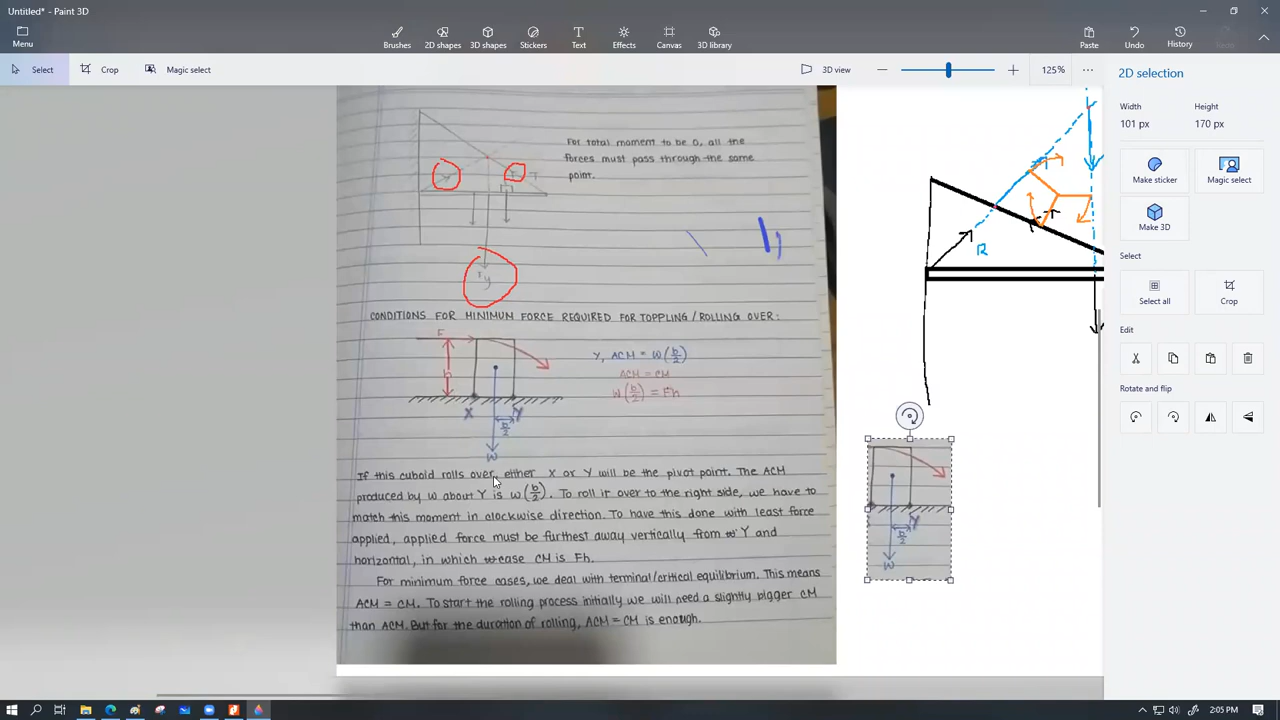 Untitled* - Paint 3D
Menu
Brushes
2D shapes
3D shapes
Stickers
Text
Effects
Canvas
3D library
Paste
Undo
History
Redo
Select
Crop
Magic select
3D view
125%
2D selection
Width
Height
101 px
170 px
Make sticker
Magic select
Make 3D
Select
Select all
Crop
Edit
Rotate and flip
For total moment to be 0, all the
forces must pass through the same
point.
T
R
CONDITIONS FOR MINIMUM FORCE REQUIRED FOR TOPPLING/ROLLING OVER:
F
h
X
Y
b/2
W
Y, ACM = W(b/2)
ACM = CM
W(b/2) = Fh
If this cuboid rolls over, either X or Y will be the pivot point. The ACM
produced by W about Y is W(b/2). To roll it over to the right side, we have to
match this moment in clockwise direction. To have this done with least force
applied, applied force must be furthest away vertically from Y and
horizontal, in which case CM is Fh.
For minimum force cases, we deal with terminal/critical equilibrium. This means
ACM = CM. To start the rolling process initially we will need a slightly bigger CM
than ACM. But for the duration of rolling, ACM = CM is enough.
Y
b/2
W
2:05 PM